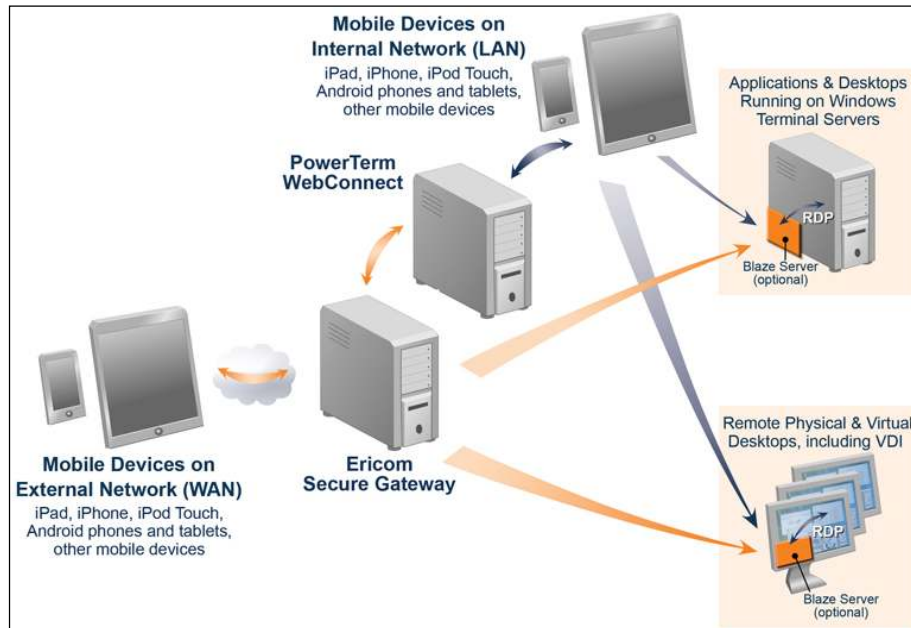 Mobile Devices on
Internal Network (LAN)
iPad, iPhone, iPod Touch,
Android phones and tablets,
other mobile devices
PowerTerm
WebConnect
Applications & Desktops
Running on Windows
Terminal Servers
RDP
Blaze Server
(optional)
Mobile Devices on
External Network (WAN)
iPad, iPhone, iPod Touch,
Android phones and tablets,
other mobile devices
Ericom
Secure Gateway
Remote Physical & Virtual
Desktops, including VDI
RDP
Blaze Server
(optional)